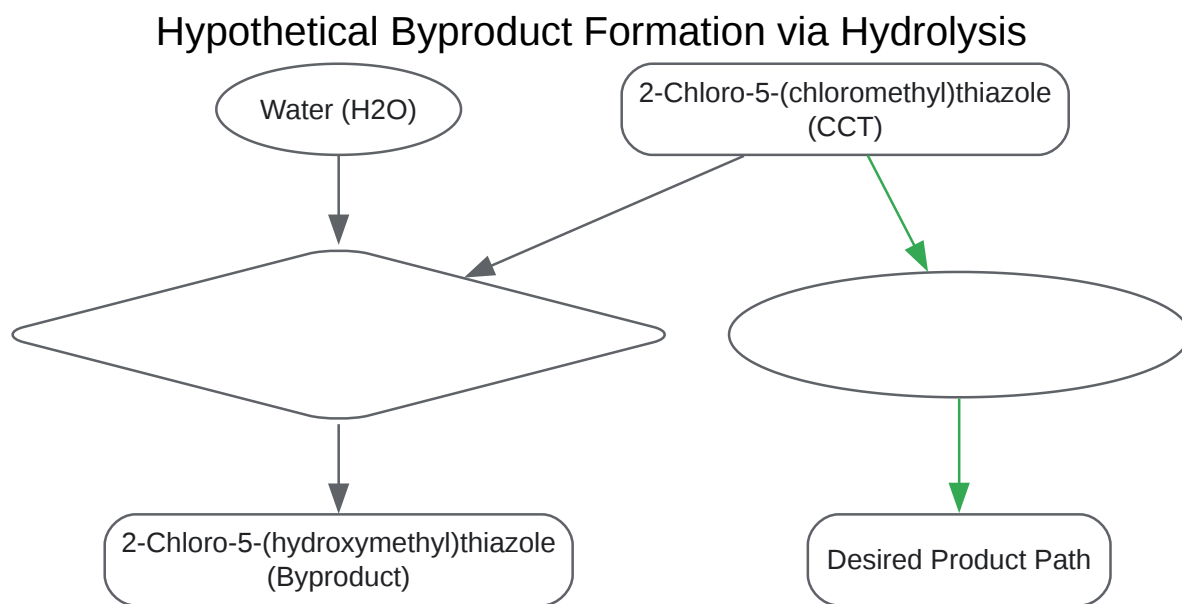 Hypothetical Byproduct Formation via Hydrolysis
Water (H2O)
2-Chloro-5-(chloromethyl)thiazole
(CCT)
2-Chloro-5-(hydroxymethyl)thiazole
(Byproduct)
Desired Product Path